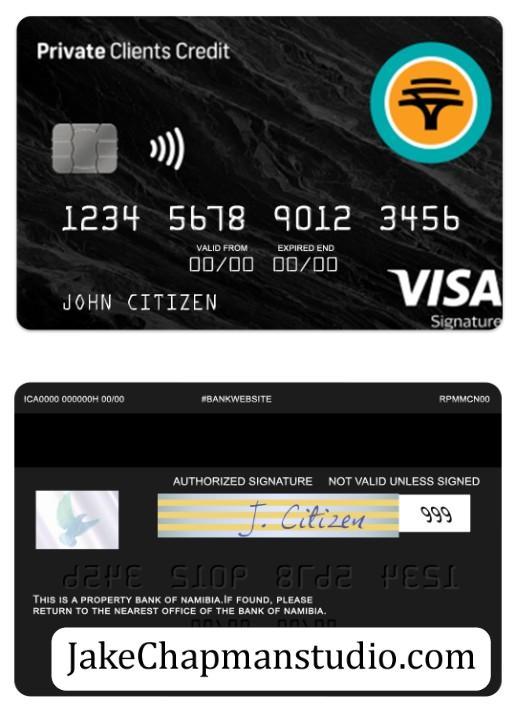 Private Clients Credit
1234 5678 9012 3456
VALID FROM EXPIRED END
00/00 00/00
JOHN CITIZEN
VISA
Signature
ICA0000 000000H 00/00 #BANKWEBSITE RPMMCN00
AUTHORIZED SIGNATURE NOT VALID UNLESS SIGNED
J. Citizen 999
THIS IS A PROPERTY BANK OF NAMIBIA.IF FOUND, PLEASE
RETURN TO THE NEAREST OFFICE OF THE BANK OF NAMIBIA.
JakeChapmanstudio.com